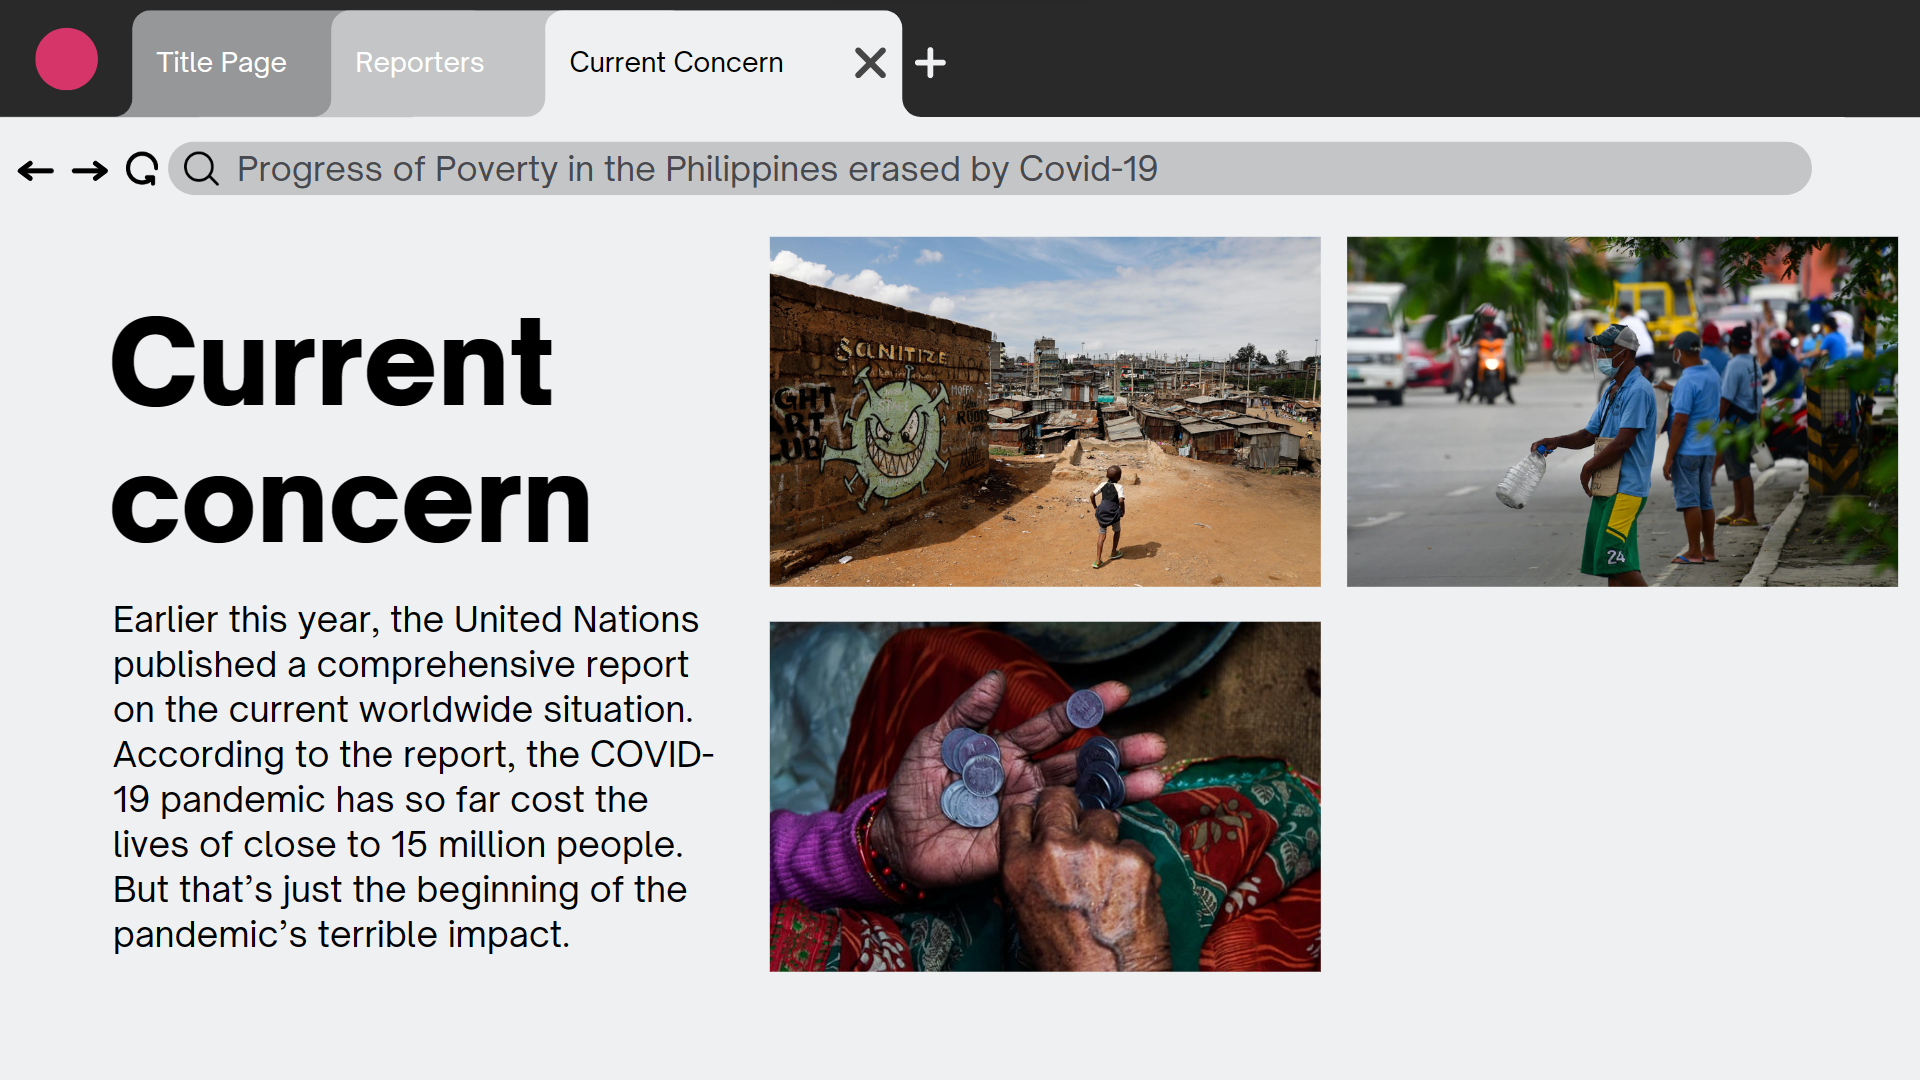 Title Page
Reporters
Current Concern
Progress of Poverty in the Philippines erased by Covid-19
Current
concern
Earlier this year, the United Nations
published a comprehensive report
on the current worldwide situation.
According to the report, the COVID-
19 pandemic has so far cost the
lives of close to 15 million people.
But that’s just the beginning of the
pandemic’s terrible impact.
SANITIZE
GHT
ART
LUB
24